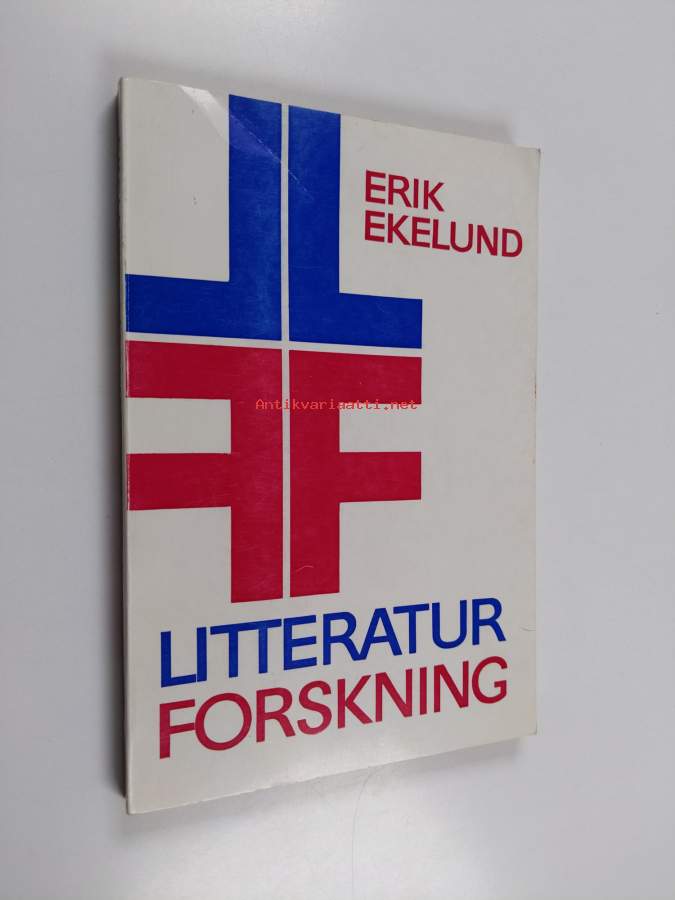 ERIK
EKELUND
Antikvariaatti.net
LITTERATUR
FORSKNING